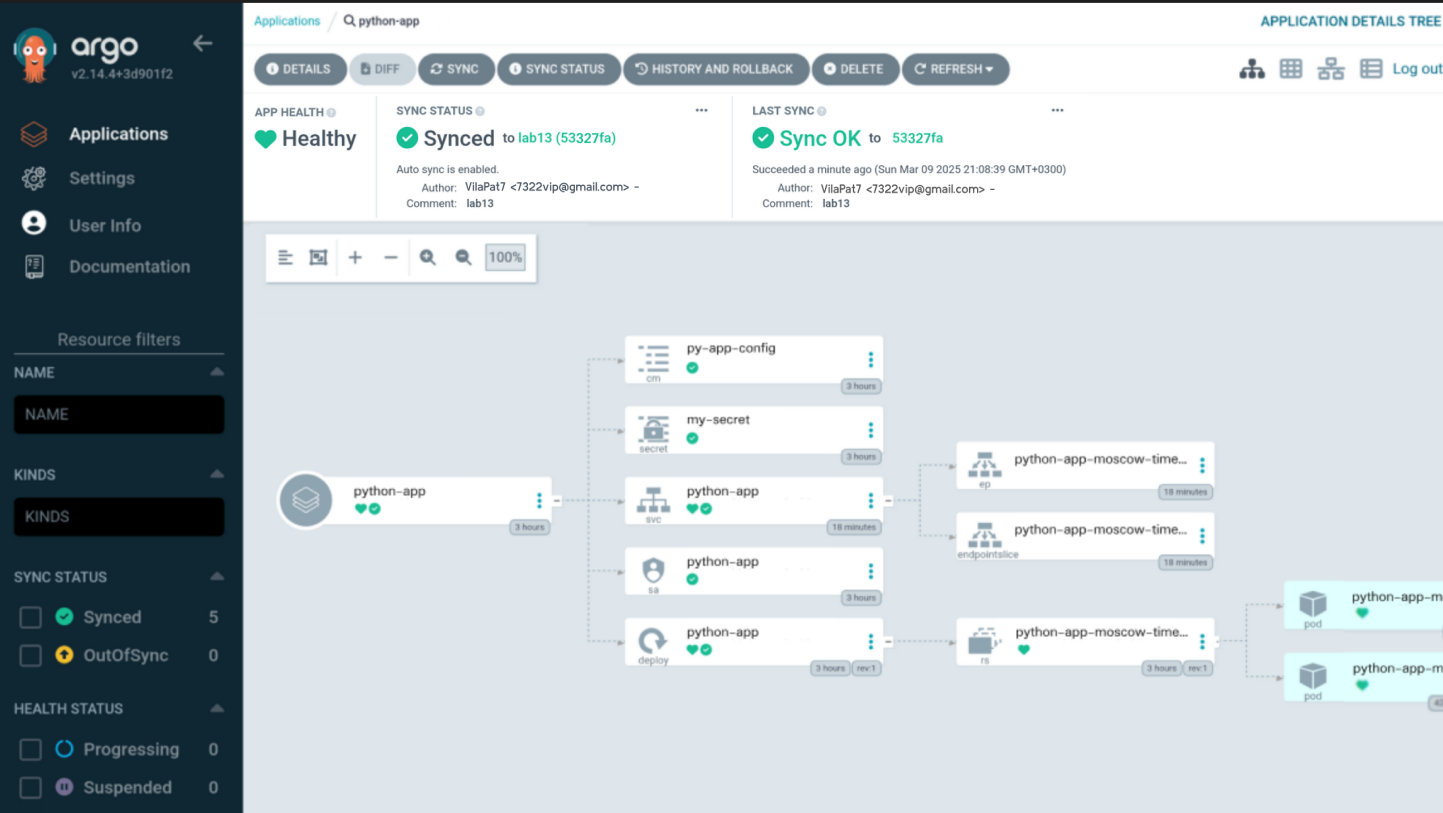 argo
v2.14.4+3d901f2
Applications
Settings
User Info
Documentation
Resource filters
NAME
NAME
KINDS
KINDS
SYNC STATUS
Synced 5
OutOfSync 0
HEALTH STATUS
Progressing 0
Suspended 0
Applications / python-app
APPLICATION DETAILS TREE
DETAILS DIFF SYNC SYNC STATUS HISTORY AND ROLLBACK DELETE REFRESH
Log out
APP HEALTH
Healthy
SYNC STATUS
Synced to lab13 (53327fa)
Auto sync is enabled.
Author: VilaPat7 <7322vip@gmail.com> -
Comment: lab13
LAST SYNC
Sync OK to 53327fa
Succeeded a minute ago (Sun Mar 09 2025 21:08:39 GMT+0300)
Author: VilaPat7 <7322vip@gmail.com> -
Comment: lab13
100%
python-app
3 hours
py-app-config
cm
3 hours
my-secret
secret
3 hours
python-app
svc
18 minutes
python-app
sa
3 hours
python-app
deploy
3 hours rev:1
python-app-moscow-time...
ep
18 minutes
python-app-moscow-time...
endpointslice
18 minutes
python-app-moscow-time...
rs
3 hours rev:1
python-app-m
pod
python-app-m
pod